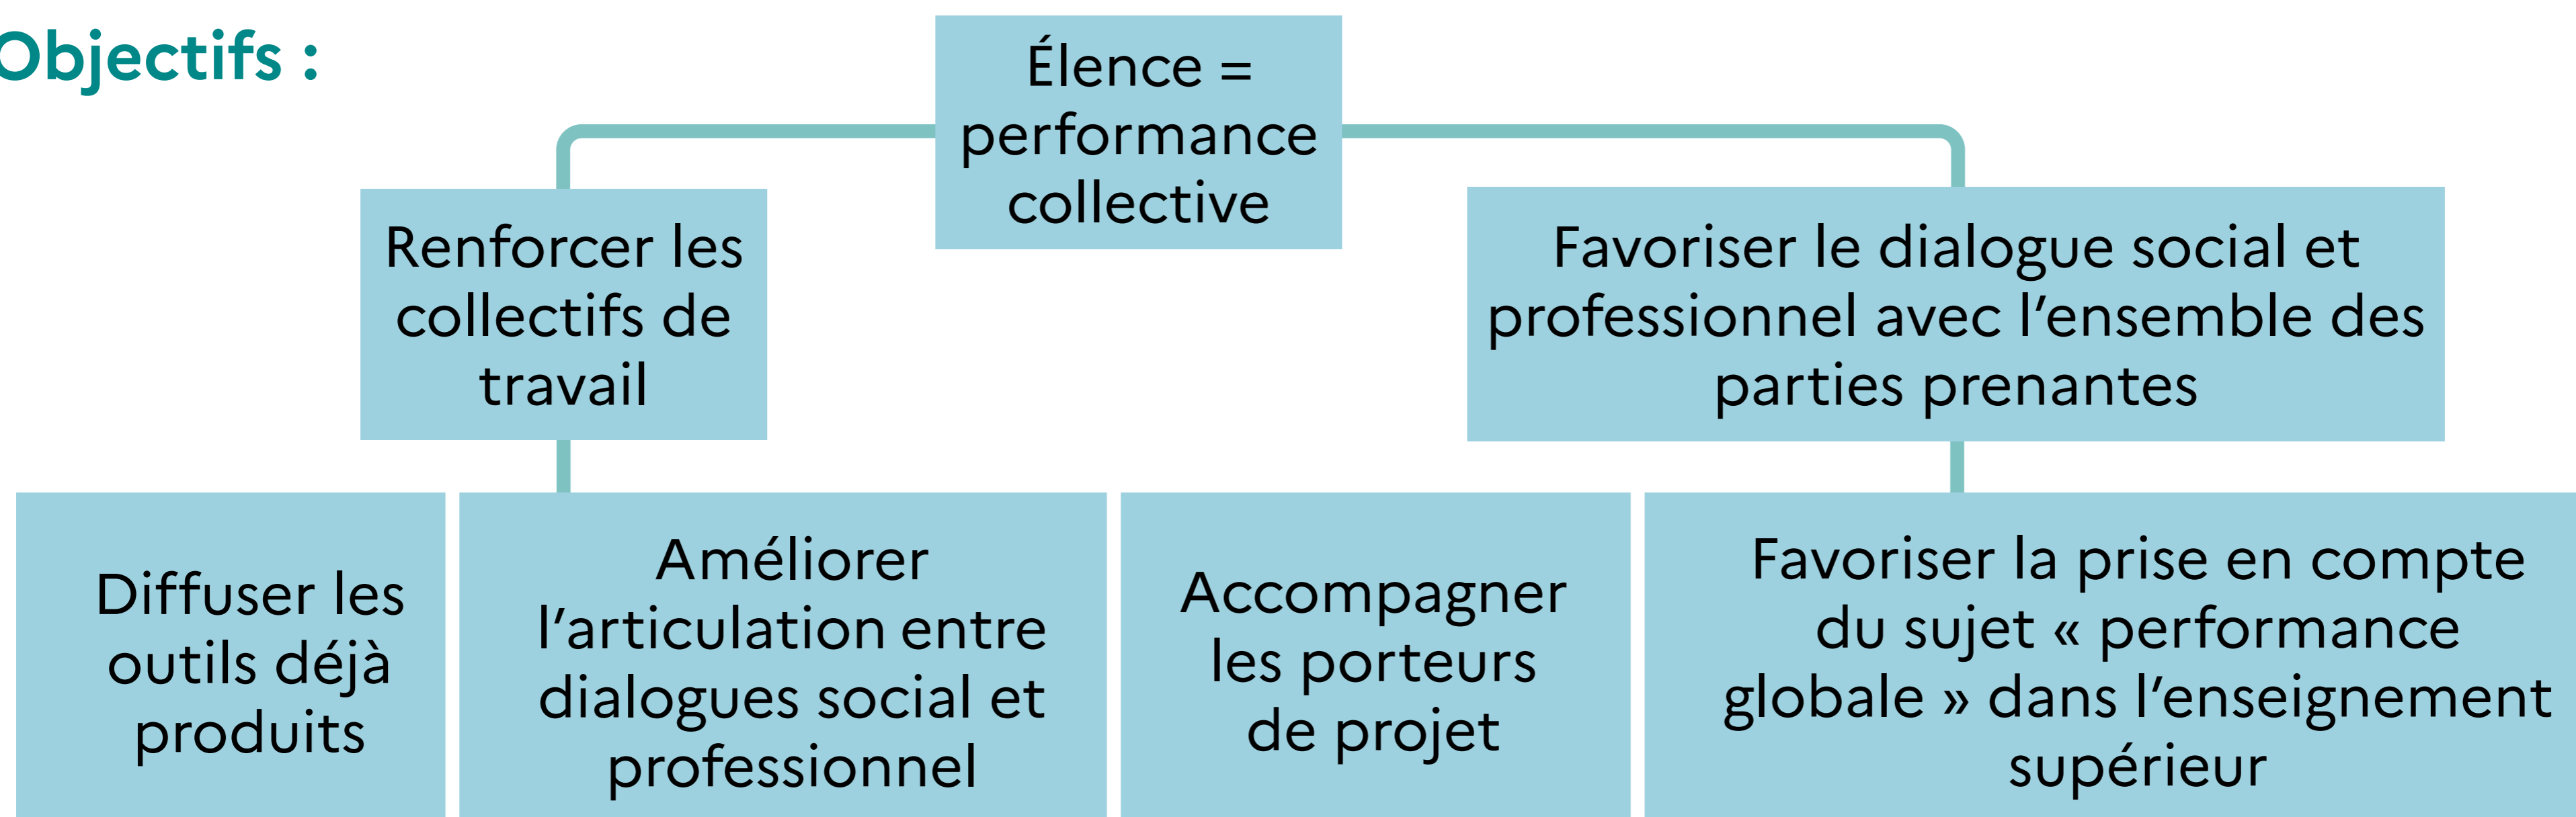 Objectifs :
Élence =
performance
collective
Renforcer les
collectifs de
travail
Favoriser le dialogue social et
professionnel avec l’ensemble des
parties prenantes
Diffuser les
outils déjà
produits
Améliorer
l’articulation entre
dialogues social et
professionnel
Accompagner
les porteurs
de projet
Favoriser la prise en compte
du sujet « performance
globale » dans l’enseignement
supérieur